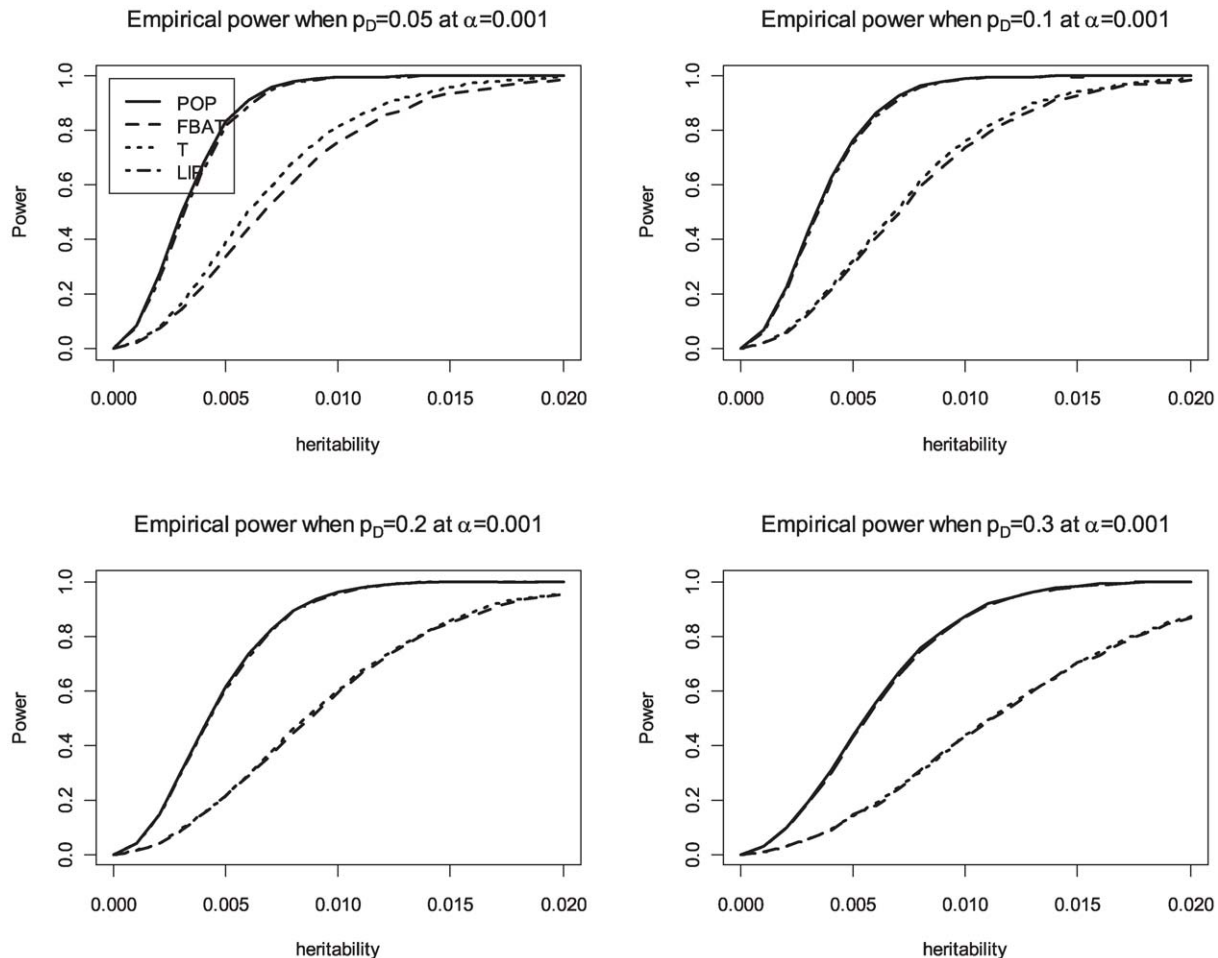 Empirical power when pD=0.05 at α=0.001
Power
1.0
0.8
0.6
0.4
0.2
0.0
POP
FBAT
T
LIP
0.000 0.005 0.010 0.015 0.020
heritability
Empirical power when pD=0.1 at α=0.001
Power
1.0
0.8
0.6
0.4
0.2
0.0
0.000 0.005 0.010 0.015 0.020
heritability
Empirical power when pD=0.2 at α=0.001
Power
1.0
0.8
0.6
0.4
0.2
0.0
0.000 0.005 0.010 0.015 0.020
heritability
Empirical power when pD=0.3 at α=0.001
Power
1.0
0.8
0.6
0.4
0.2
0.0
0.000 0.005 0.010 0.015 0.020
heritability